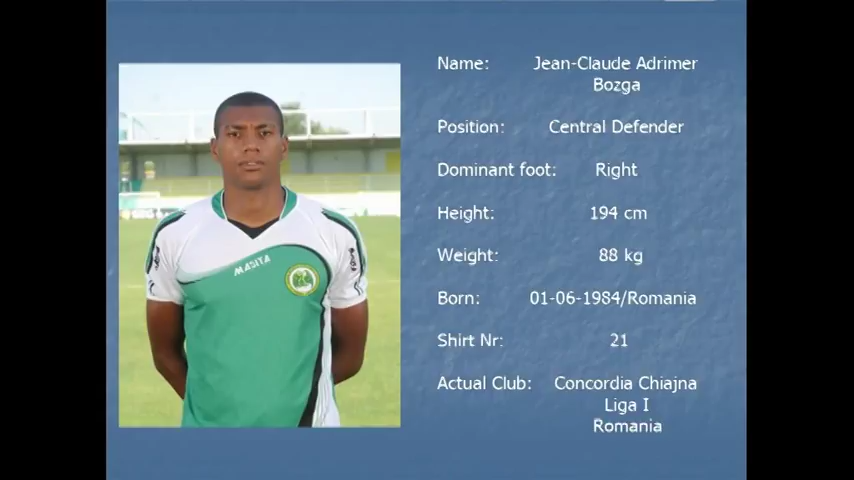 Name: Jean-Claude Adrimer
Bozga
Position: Central Defender
Dominant foot: Right
Height: 194 cm
Weight: 88 kg
Born: 01-06-1984/Romania
Shirt Nr: 21
Actual Club: Concordia Chiajna
Liga I
Romania
MASITA